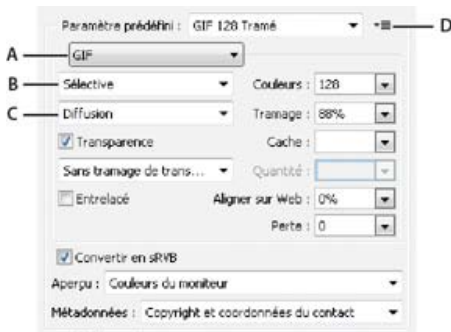 Paramètre prédéfini : GIF 128 Tramé
D
A
GIF
B
Sélective
Couleurs : 128
C
Diffusion
Tramage : 88%
Transparence
Cache :
Sans tramage de trans...
Quantité :
Entrelacé
Aligner sur Web : 0%
Perte : 0
Convertir en sRVB
Aperçu : Couleurs du moniteur
Métadonnées : Copyright et coordonnées du contact